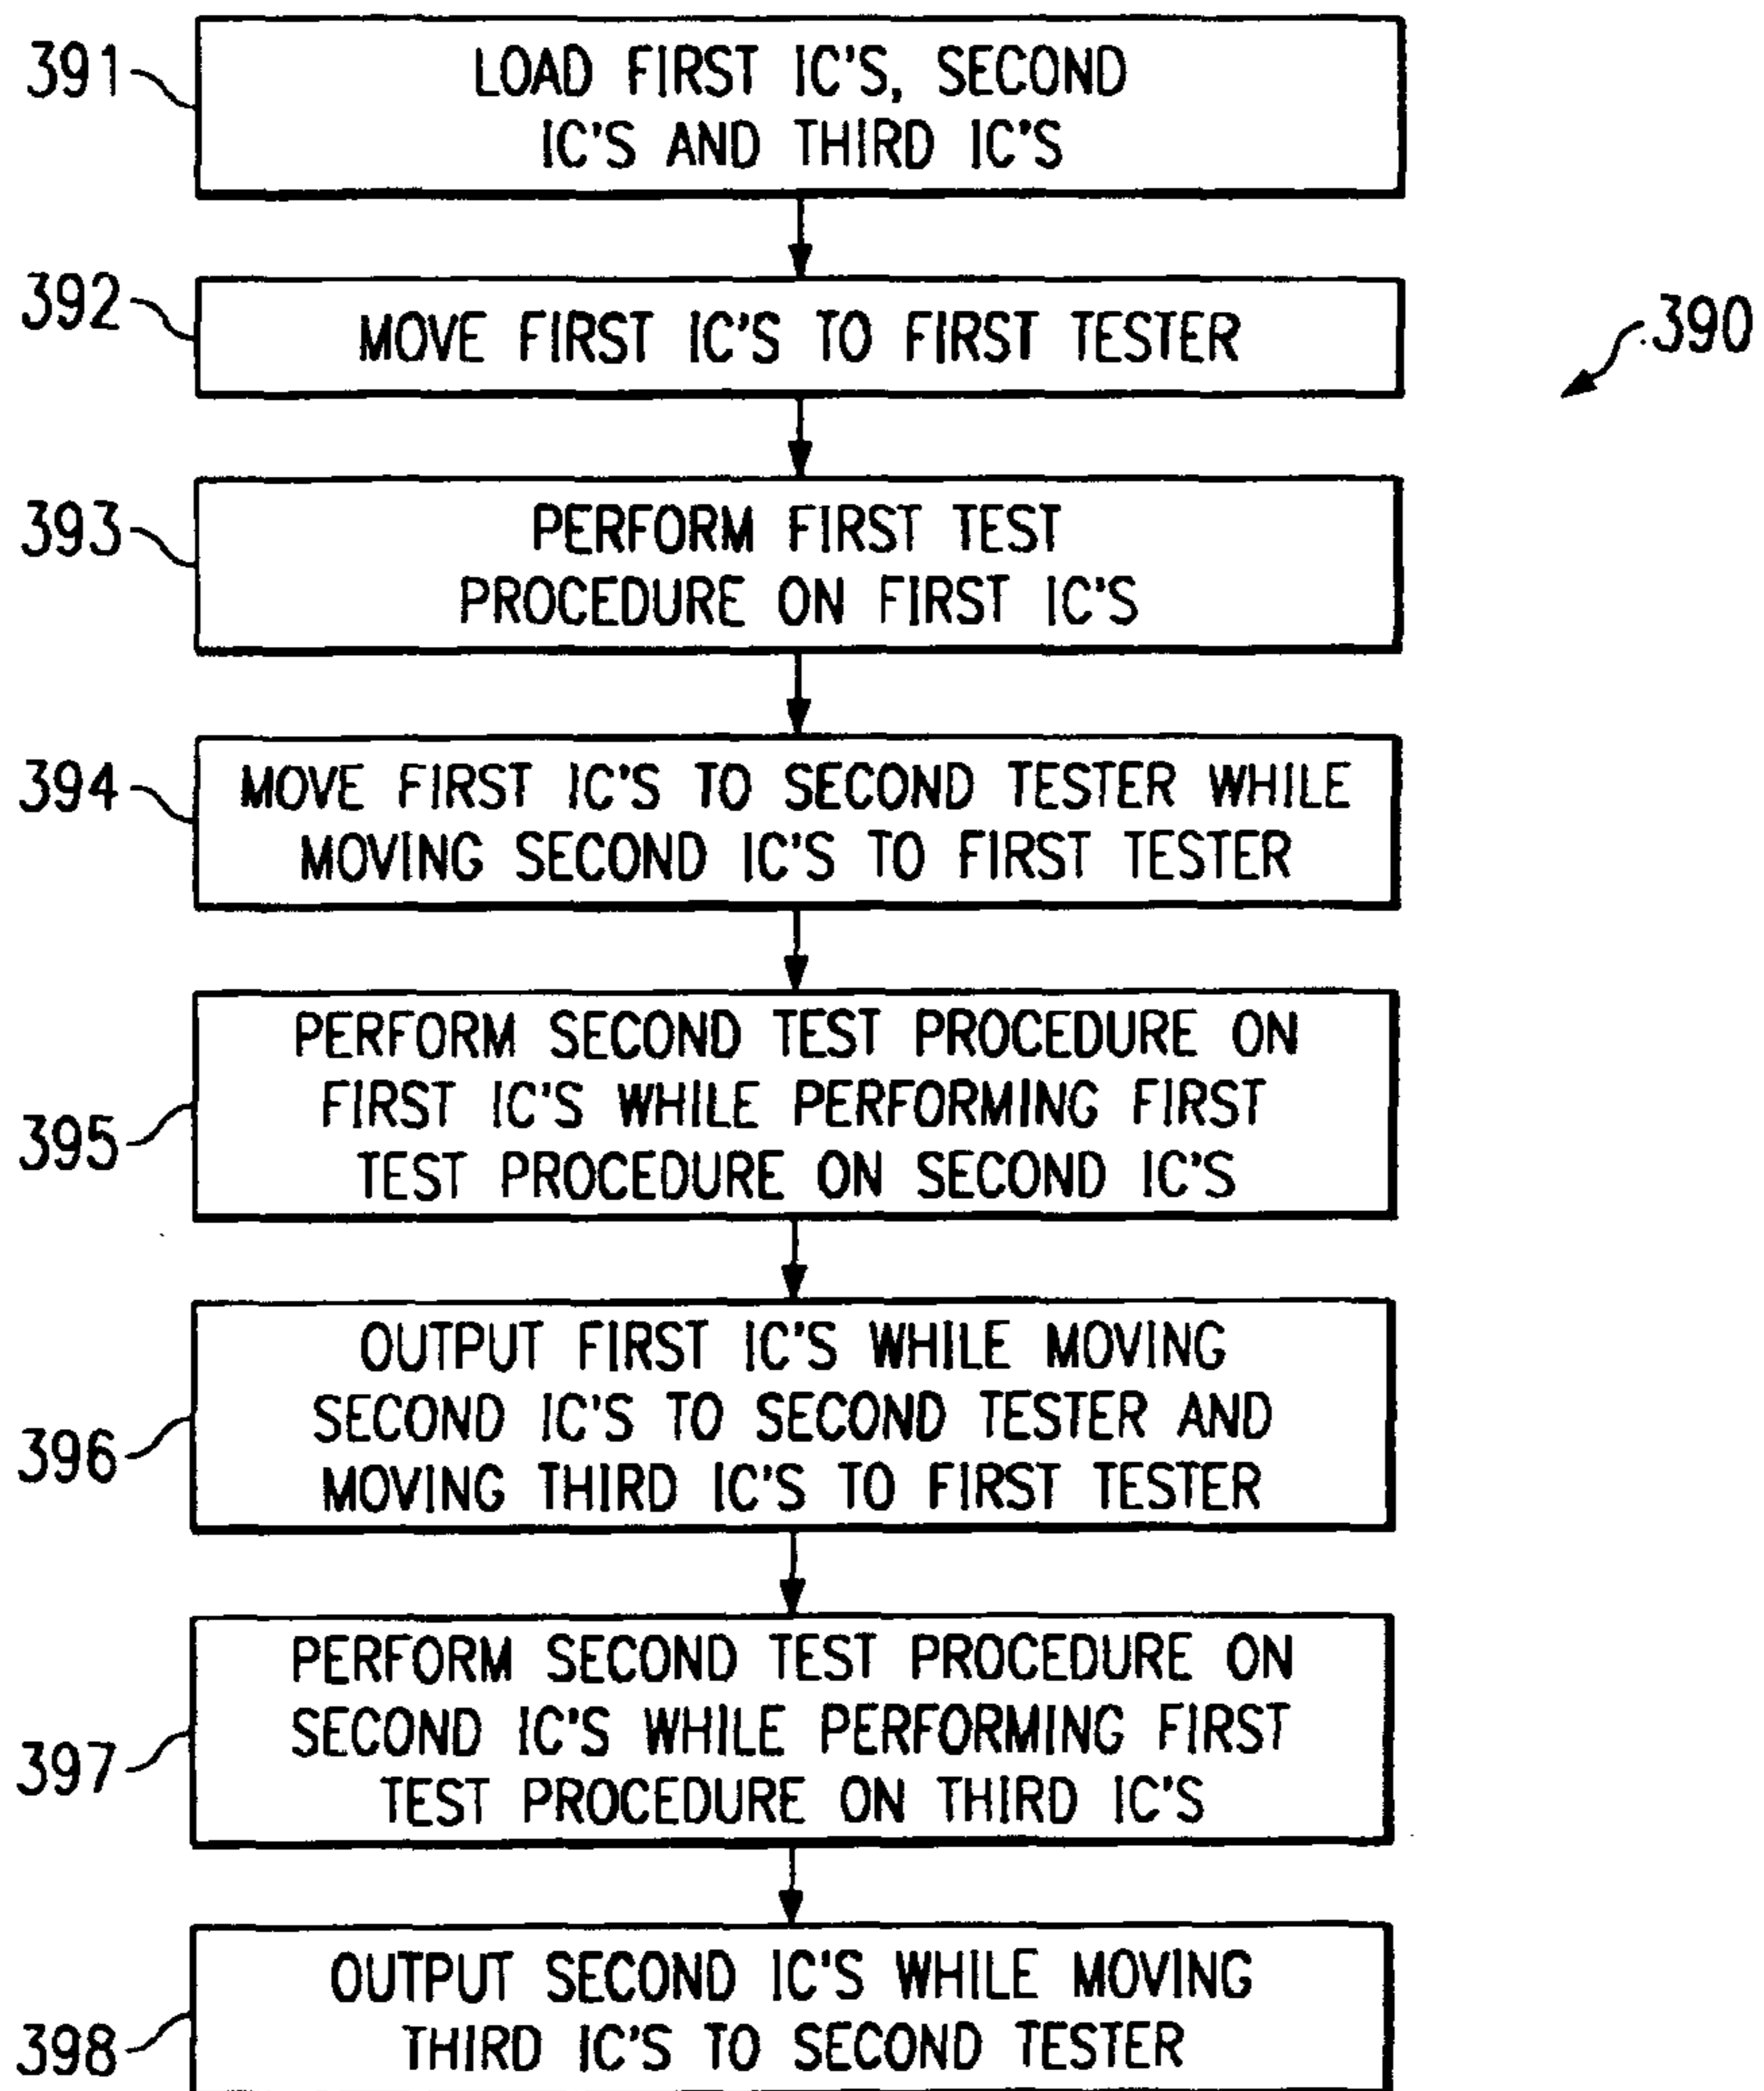 391
LOAD FIRST IC'S, SECOND
IC'S AND THIRD IC'S
392
MOVE FIRST IC'S TO FIRST TESTER
390
393
PERFORM FIRST TEST
PROCEDURE ON FIRST IC'S
394
MOVE FIRST IC'S TO SECOND TESTER WHILE
MOVING SECOND IC'S TO FIRST TESTER
395
PERFORM SECOND TEST PROCEDURE ON
FIRST IC'S WHILE PERFORMING FIRST
TEST PROCEDURE ON SECOND IC'S
396
OUTPUT FIRST IC'S WHILE MOVING
SECOND IC'S TO SECOND TESTER AND
MOVING THIRD IC'S TO FIRST TESTER
397
PERFORM SECOND TEST PROCEDURE ON
SECOND IC'S WHILE PERFORMING FIRST
TEST PROCEDURE ON THIRD IC'S
398
OUTPUT SECOND IC'S WHILE MOVING
THIRD IC'S TO SECOND TESTER